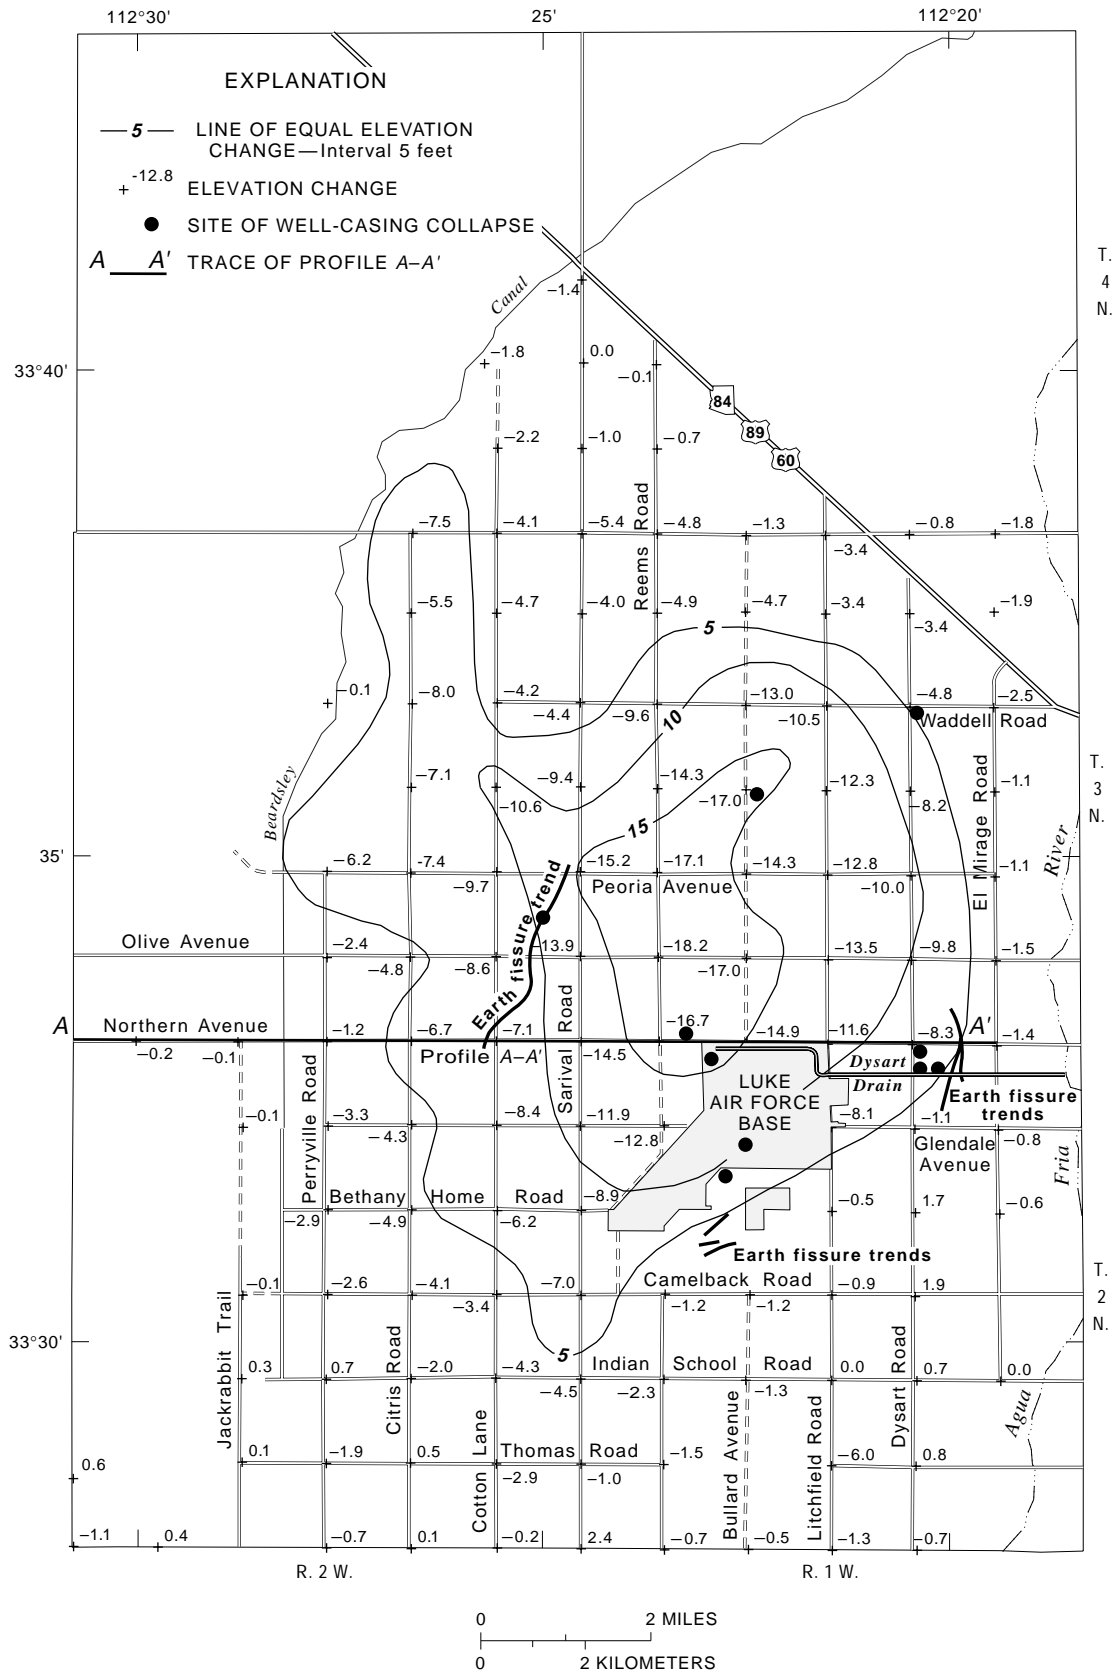 112°30' 25' 112°20'
EXPLANATION
5 LINE OF EQUAL ELEVATION
CHANGE—Interval 5 feet
-12.8 ELEVATION CHANGE
SITE OF WELL-CASING COLLAPSE
A A' TRACE OF PROFILE A–A'
T.
4
N.
Canal
–1.4
33°40'
–1.8 0.0
–0.1
84
89
60
–2.2 –1.0 –0.7
Reems Road
–7.5 –4.1 –5.4 –4.8 –1.3 –0.8 –1.8
–3.4
–5.5 –4.7 –4.0 –4.9 –4.7 –3.4 –1.9
–3.4
5
–0.1 –8.0 –4.2 –13.0 –4.8 –2.5
–4.4 –9.6 10 –10.5 Waddell Road
T.
3
N.
Beardsley
–7.1 –9.4 –14.3 –12.3 –1.1
–10.6 –17.0 –8.2
El Mirage Road
15
River
35'
–6.2 -7.4 –15.2 –17.1 –14.3 –12.8 –1.1
–9.7 Peoria Avenue –10.0
Earth fissure trend
Olive Avenue –2.4 –13.9 –18.2 –13.5 –9.8 –1.5
–4.8 –8.6 –17.0
A Northern Avenue –1.2 –6.7 –7.1 –16.7 –14.9 –11.6 –8.3 A' –1.4
–0.2 –0.1 Profile A–A' –14.5
Sarival Road
Dysart
Drain
LUKE
AIR FORCE
BASE
Earth fissure
trends
Perryville Road
–0.1 –3.3 –8.4 –11.9 –8.1 –1.1
–4.3 –12.8 –0.8
Glendale
Avenue
Fria
Bethany Home Road –8.9 –0.5 1.7 –0.6
–2.9 –4.9 –6.2
Earth fissure trends
T.
2
N.
Camelback Road
–0.1 –2.6 –4.1 –7.0 –0.9 1.9
–3.4 –1.2 –1.2
33°30'
5
Jackrabbit Trail
Citris Road
Dysart Road
0.3 0.7 –2.0 –4.3 Indian School Road 0.0 0.7 0.0
–4.5 –2.3 –1.3
Agua
Cotton Lane
Bullard Avenue
Litchfield Road
0.6 0.1 –1.9 0.5 Thomas Road –1.5 –6.0 0.8
–2.9 –1.0
–1.1 0.4 –0.7 0.1 –0.2 2.4 –0.7 –0.5 –1.3 –0.7
R. 2 W. R. 1 W.
0 2 MILES
0 2 KILOMETERS